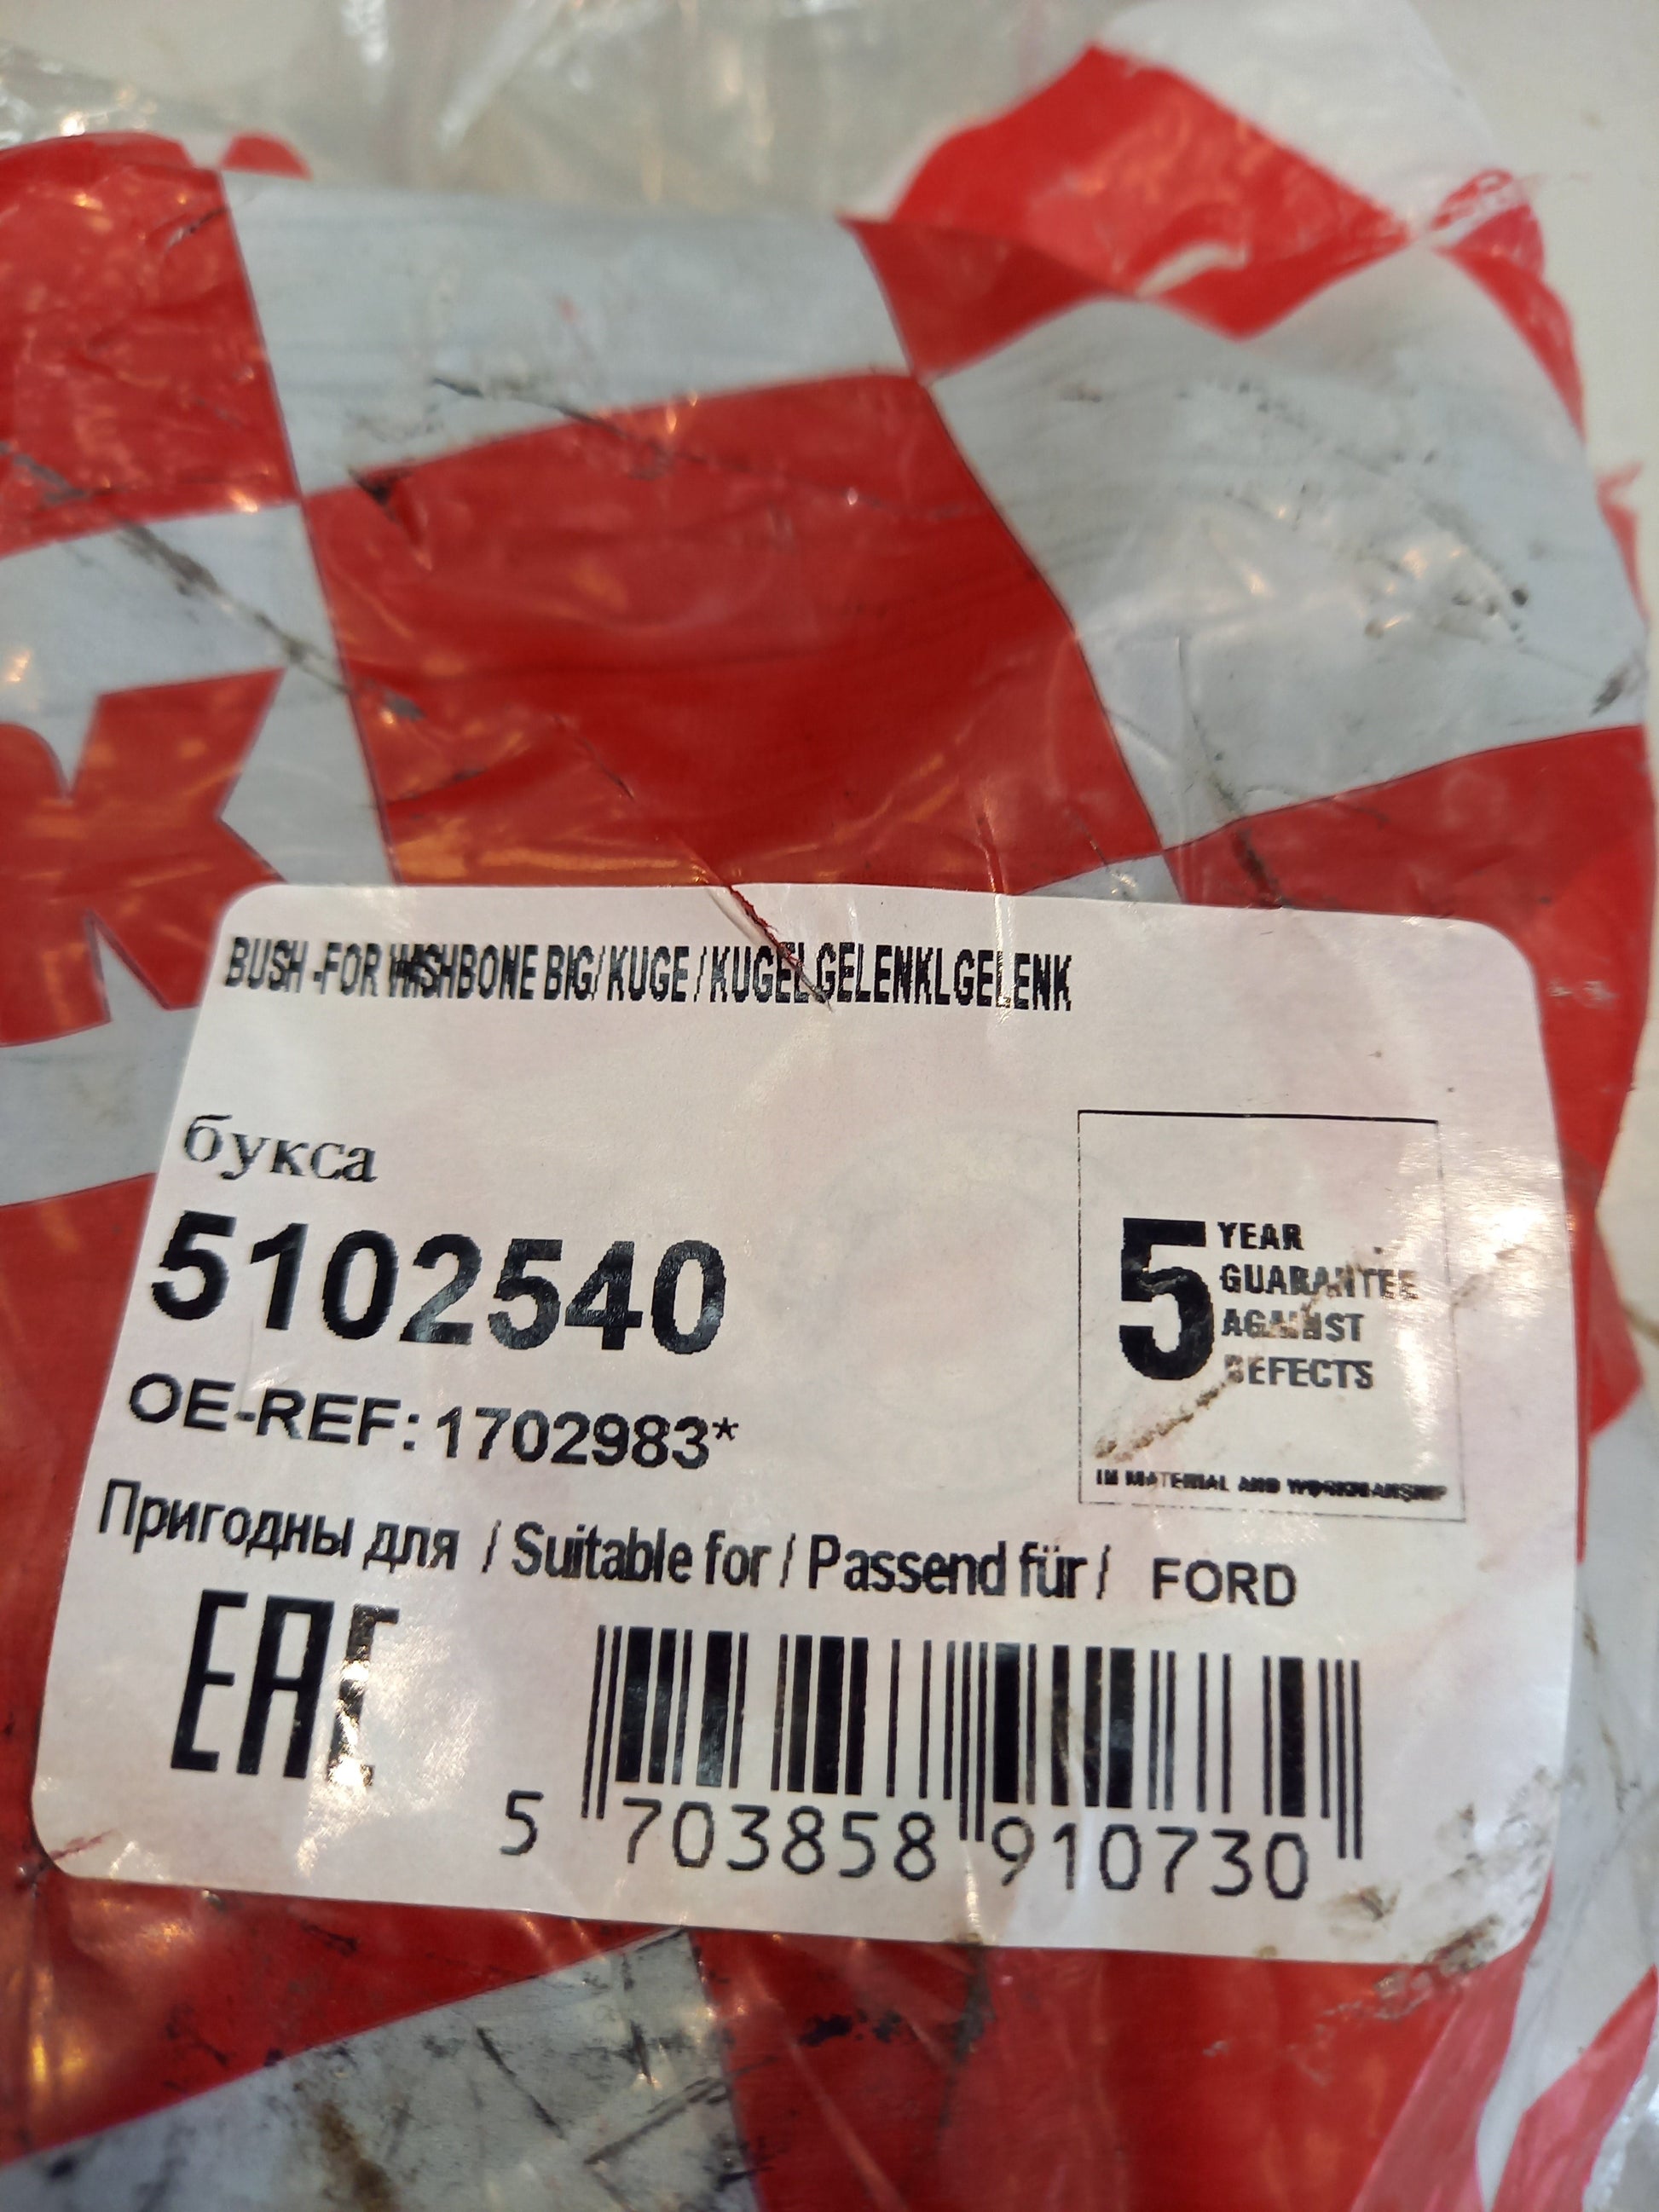 K
BUSH -FOR WISHBONE BIG/ KUGE / KUGELGELENKLGELENK
букса
5102540
OE-REF: 1702983*
5 YEAR
GUARANTEE
AGAINST
DEFECTS
IN MATERIAL AND WORKMANSHIP
Пригодны для / Suitable for / Passend für / FORD
EAC
5 703858 910730